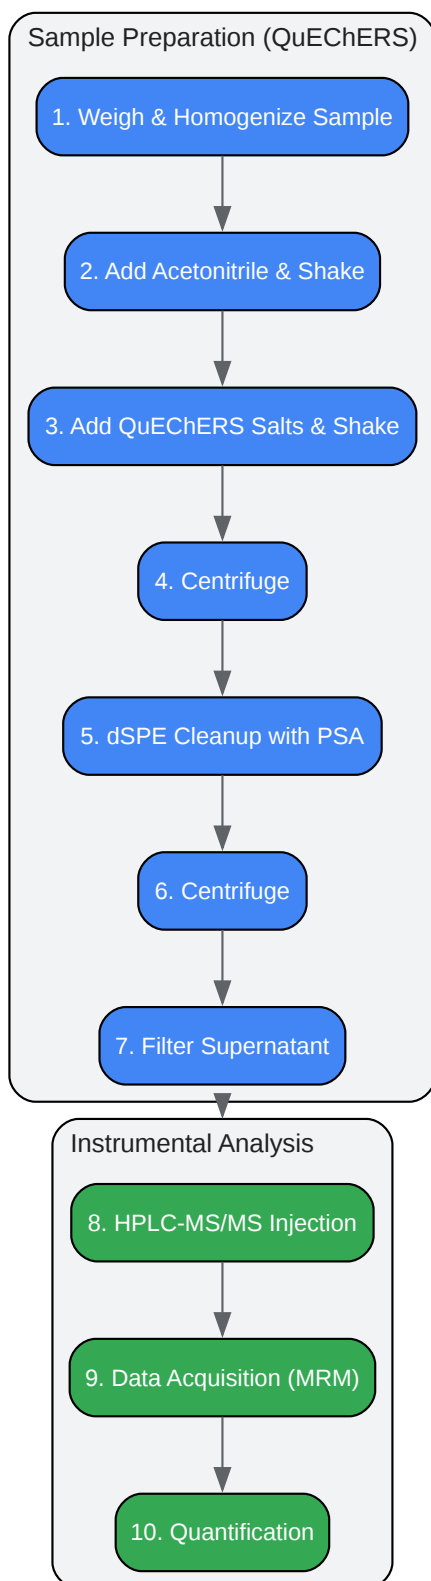 Sample Preparation (QuEChERS)
1. Weigh & Homogenize Sample
2. Add Acetonitrile & Shake
3. Add QuEChERS Salts & Shake
4. Centrifuge
5. dSPE Cleanup with PSA
6. Centrifuge
7. Filter Supernatant
Instrumental Analysis
8. HPLC-MS/MS Injection
9. Data Acquisition (MRM)
10. Quantification